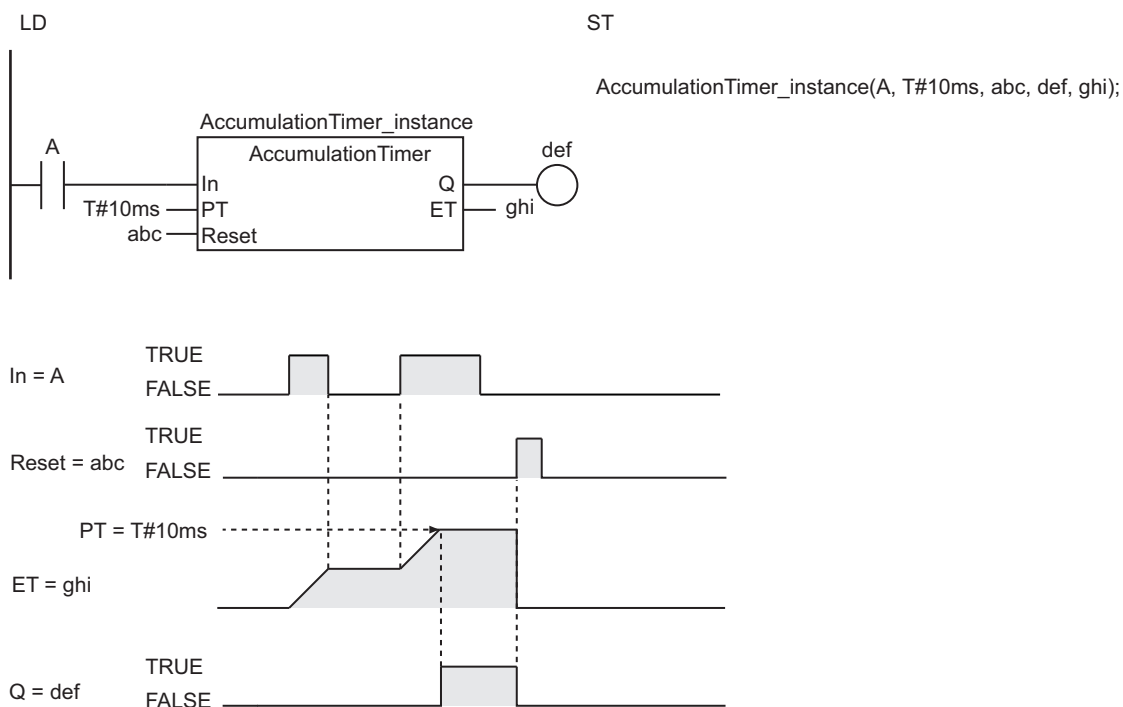 LD
ST
AccumulationTimer_instance(A, T#10ms, abc, def, ghi);
AccumulationTimer_instance
A
AccumulationTimer
def
In
Q
T#10ms
PT
ET
ghi
abc
Reset
In = A
TRUE
FALSE
Reset = abc
TRUE
FALSE
PT = T#10ms
ET = ghi
Q = def
TRUE
FALSE